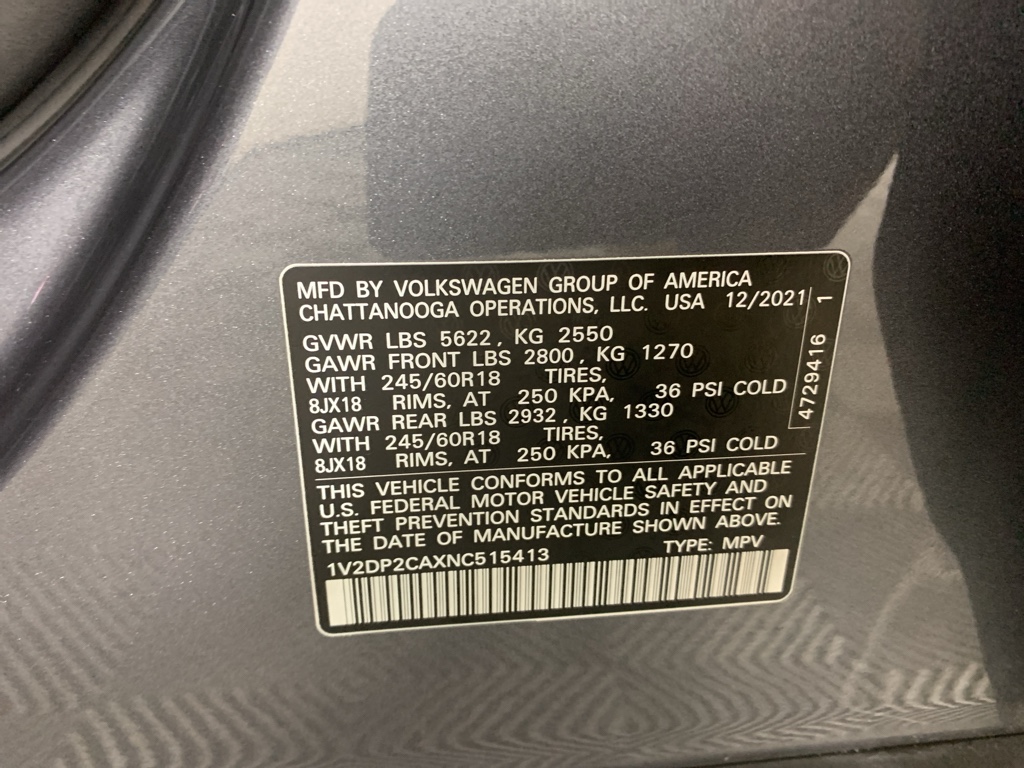 MFD BY VOLKSWAGEN GROUP OF AMERICA
CHATTANOOGA OPERATIONS, LLC. USA 12/2021
GVWR LBS 5622, KG 2550
GAWR FRONT LBS 2800, KG 1270
WITH 245/60R18 TIRES,
8JX18 RIMS, AT 250 KPA, 36 PSI COLD
GAWR REAR LBS 2932, KG 1330
WITH 245/60R18 TIRES,
8JX18 RIMS, AT 250 KPA, 36 PSI COLD
4729416 1
THIS VEHICLE CONFORMS TO ALL APPLICABLE
U.S. FEDERAL MOTOR VEHICLE SAFETY AND
THEFT PREVENTION STANDARDS IN EFFECT ON
THE DATE OF MANUFACTURE SHOWN ABOVE.
1V2DP2CAXNC515413 TYPE: MPV